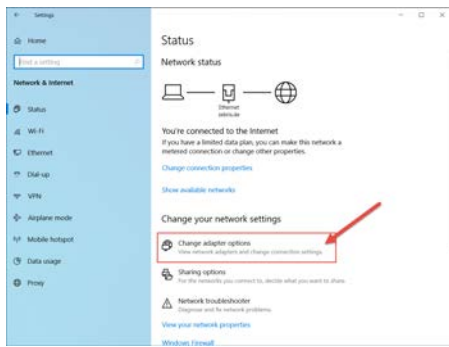 Settings
Home
Find a setting
Network & Internet
Status
Wi-Fi
Ethernet
Dial-up
VPN
Airplane mode
Mobile hotspot
Data usage
Proxy
Status
Network status
Ethernet
You're connected to the Internet
If you have a limited data plan, you can make this network a
metered connection or change other properties.
Change connection properties
Show available networks
Change your network settings
Change adapter options
View network adapters and change connection settings.
Sharing options
For the networks you connect to, decide what you want to share.
Network troubleshooter
Diagnose and fix network problems.
View your network properties
Windows Firewall